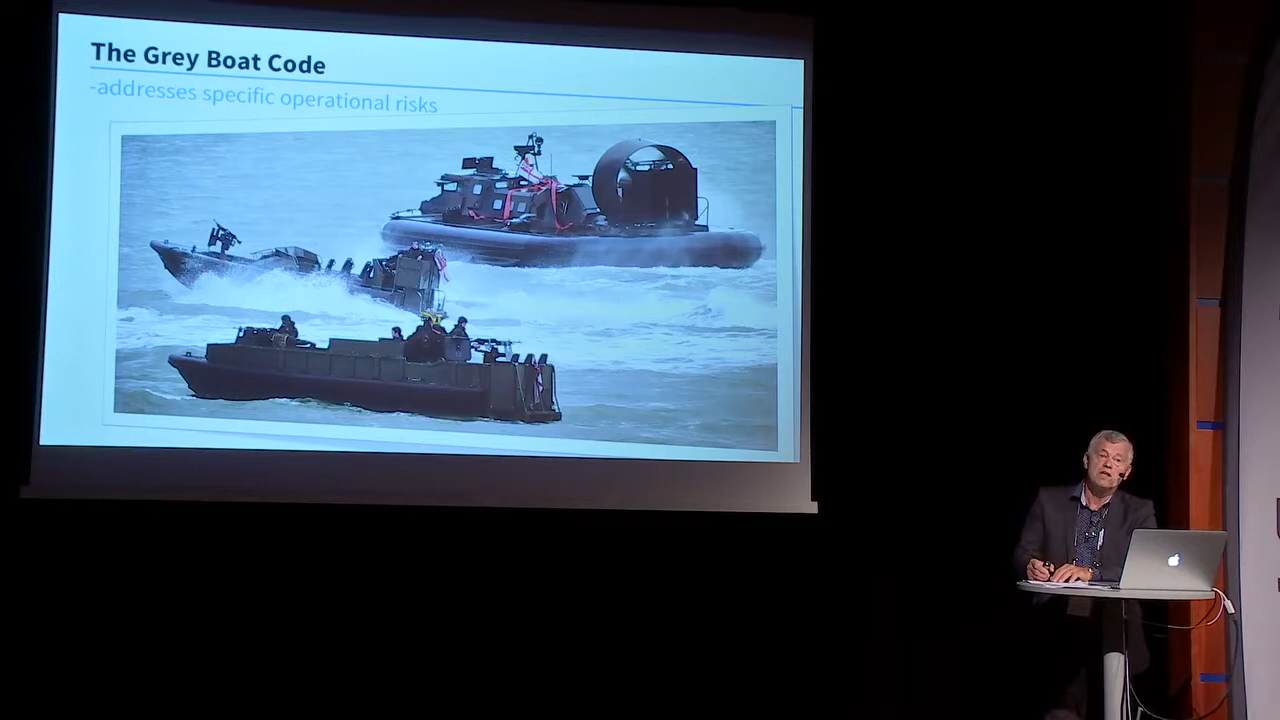 The Grey Boat Code
-addresses specific operational risks